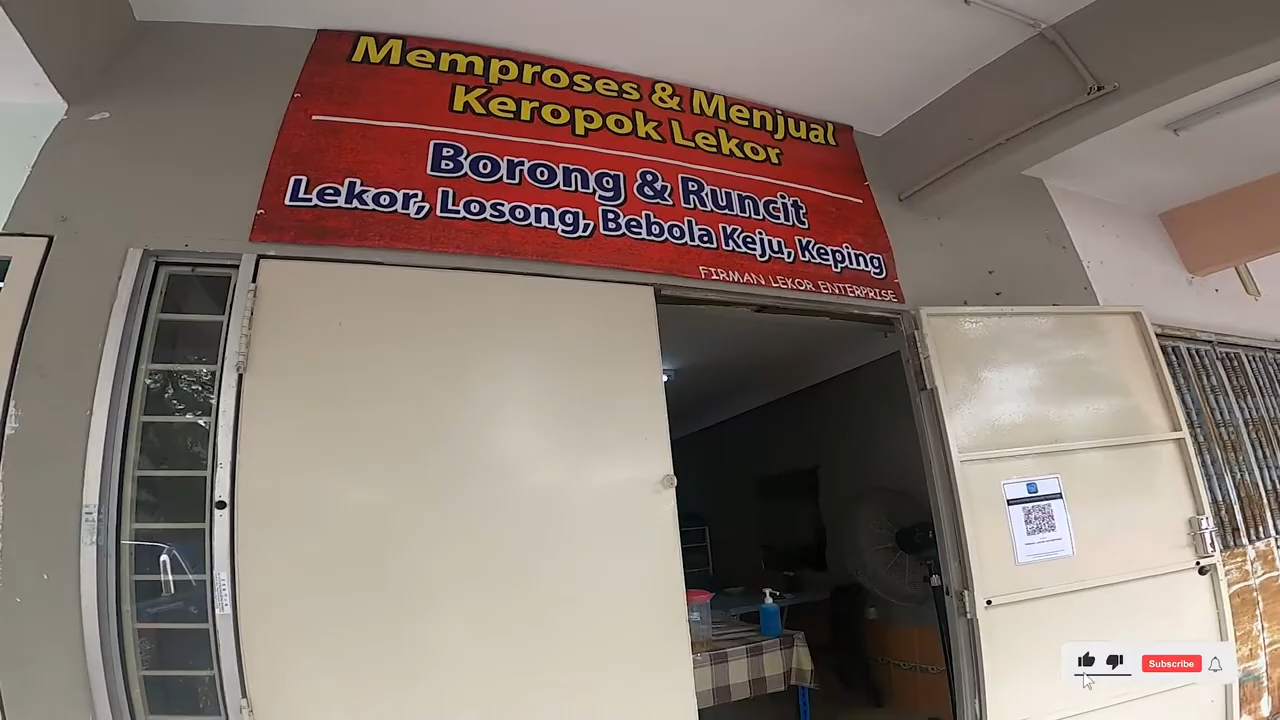 Memproses & Menjual
Keropok Lekor
Borong & Runcit
Lekor, Losong, Bebola Keju, Keping
FIRMAN LEKOR ENTERPRISE
Subscribe